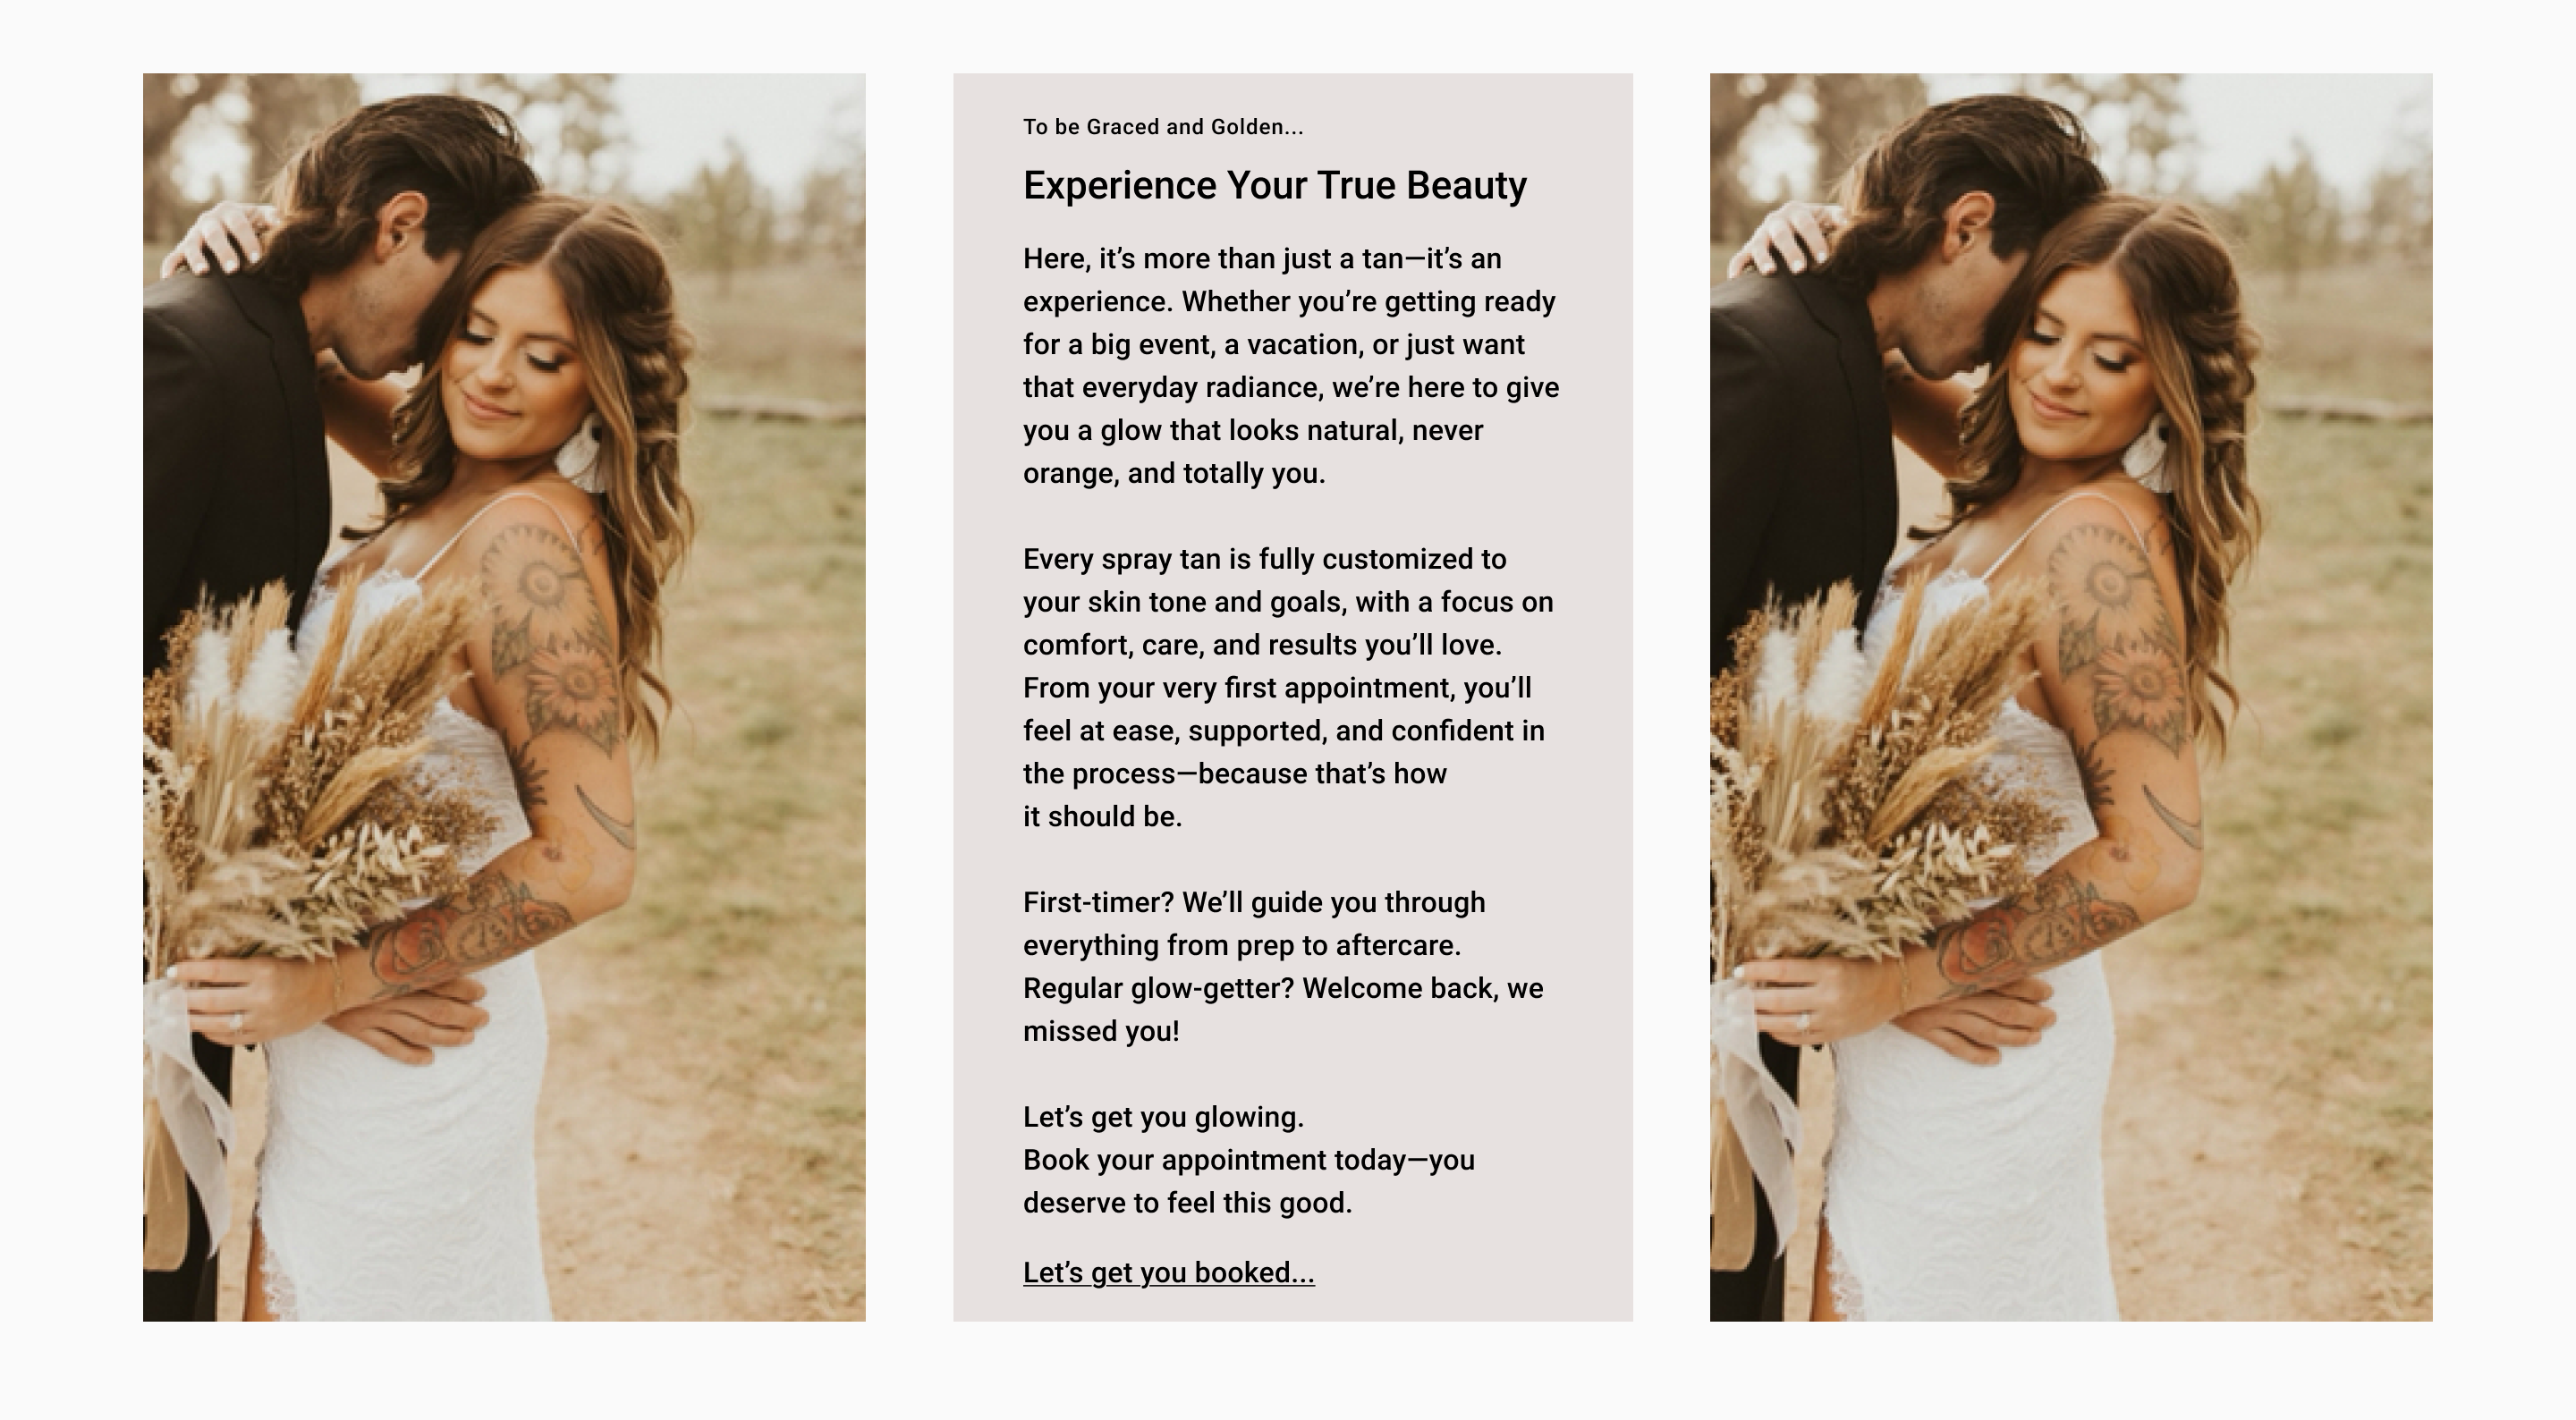 To be Graced and Golden...
Experience Your True Beauty
Here, it’s more than just a tan—it’s an
experience. Whether you’re getting ready
for a big event, a vacation, or just want
that everyday radiance, we’re here to give
you a glow that looks natural, never
orange, and totally you.
Every spray tan is fully customized to
your skin tone and goals, with a focus on
comfort, care, and results you’ll love.
From your very first appointment, you’ll
feel at ease, supported, and confident in
the process—because that’s how
it should be.
First-timer? We’ll guide you through
everything from prep to aftercare.
Regular glow-getter? Welcome back, we
missed you!
Let’s get you glowing.
Book your appointment today—you
deserve to feel this good.
Let’s get you booked...